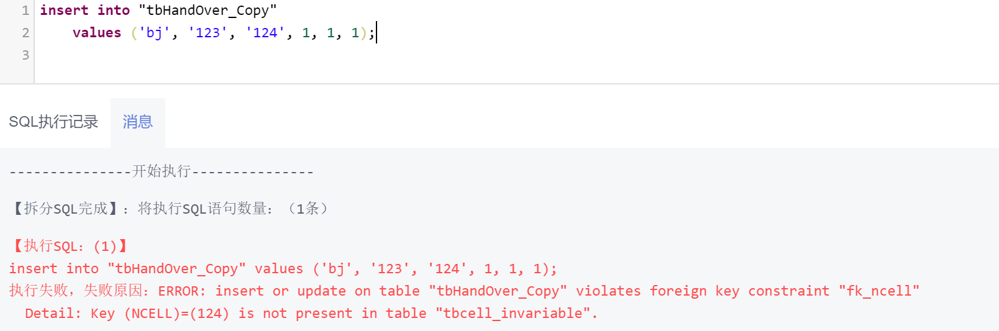 1 insert into "tbHandOver_Copy"
2 values ('bj', '123', '124', 1, 1, 1);
3
SQL执行记录 消息
---------------开始执行---------------
【拆分SQL完成】：将执行SQL语句数量：（1条）
【执行SQL：(1)】
insert into "tbHandOver_Copy" values ('bj', '123', '124', 1, 1, 1);
执行失败，失败原因：ERROR: insert or update on table "tbHandOver_Copy" violates foreign key constraint "fk_ncell"
Detail: Key (NCELL)=(124) is not present in table "tbcell_invariable".